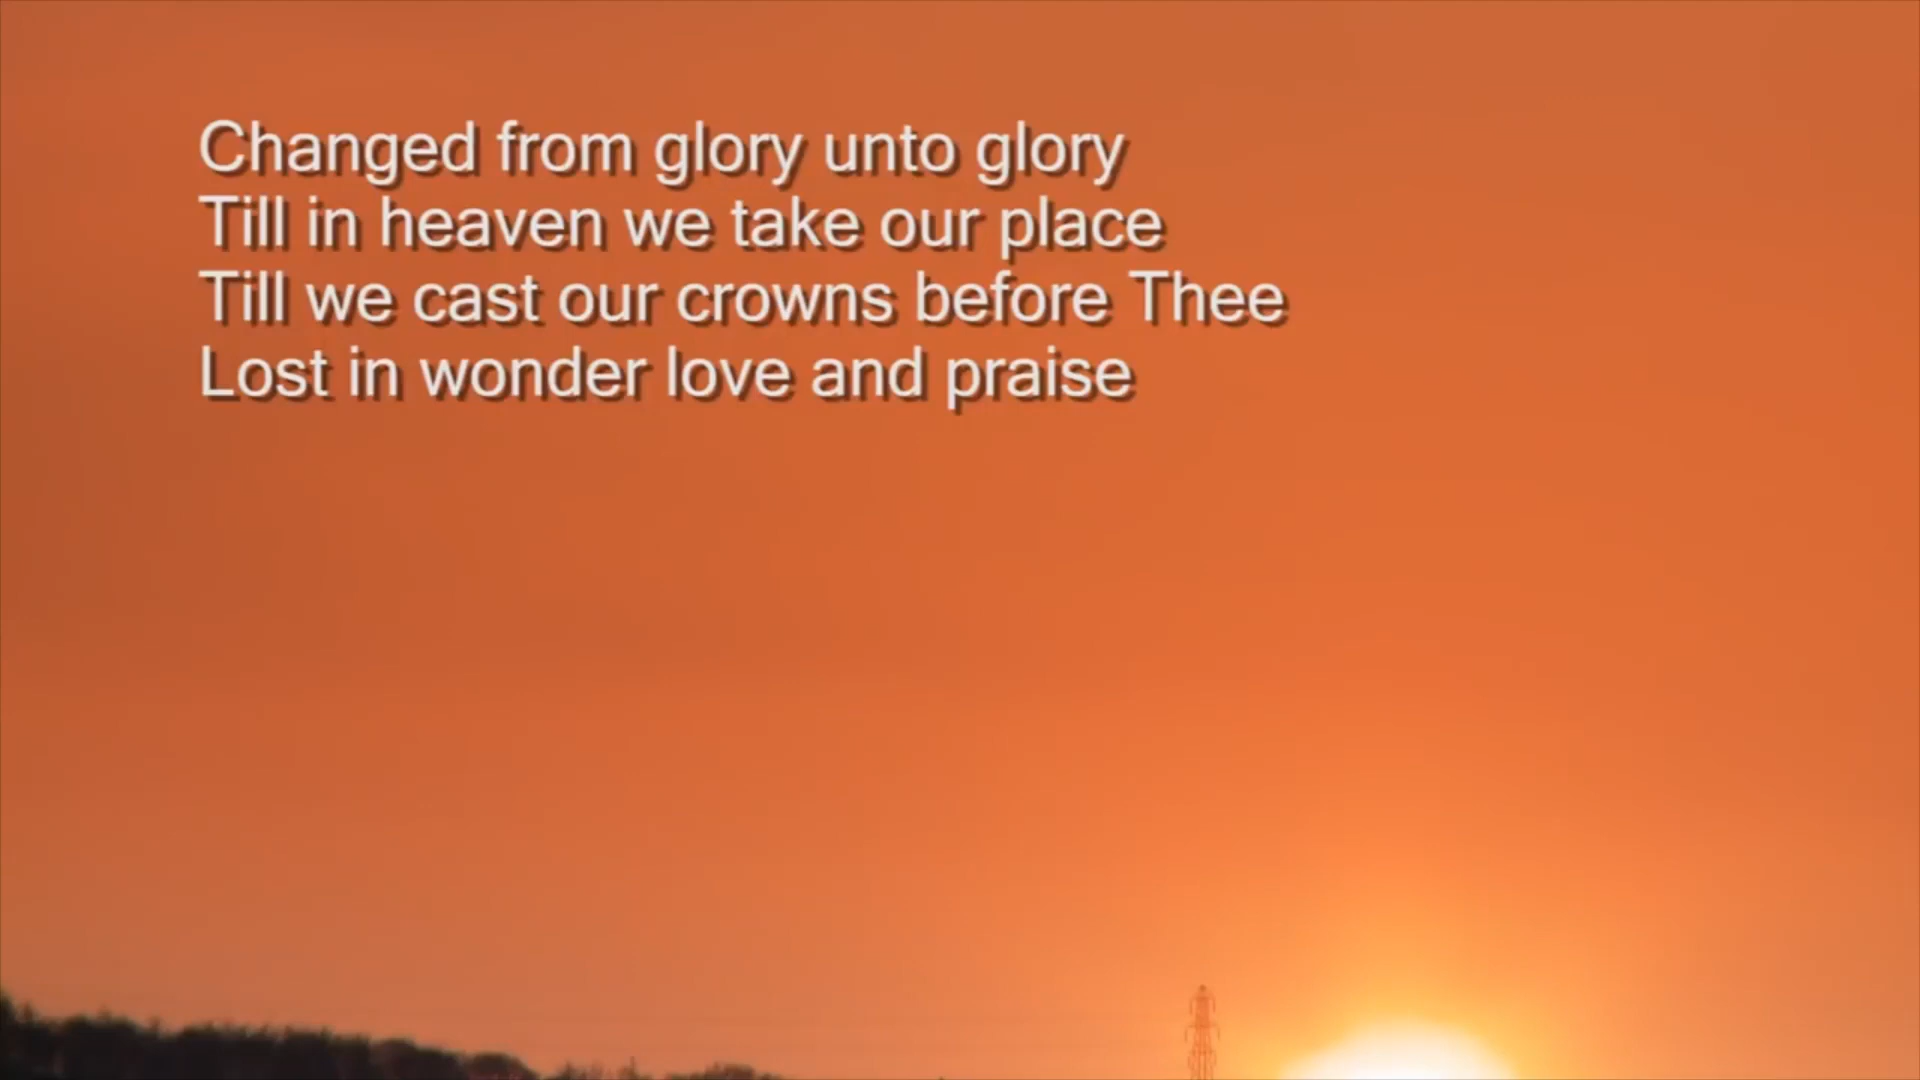 Changed from glory unto glory
Till in heaven we take our place
Till we cast our crowns before Thee
Lost in wonder love and praise